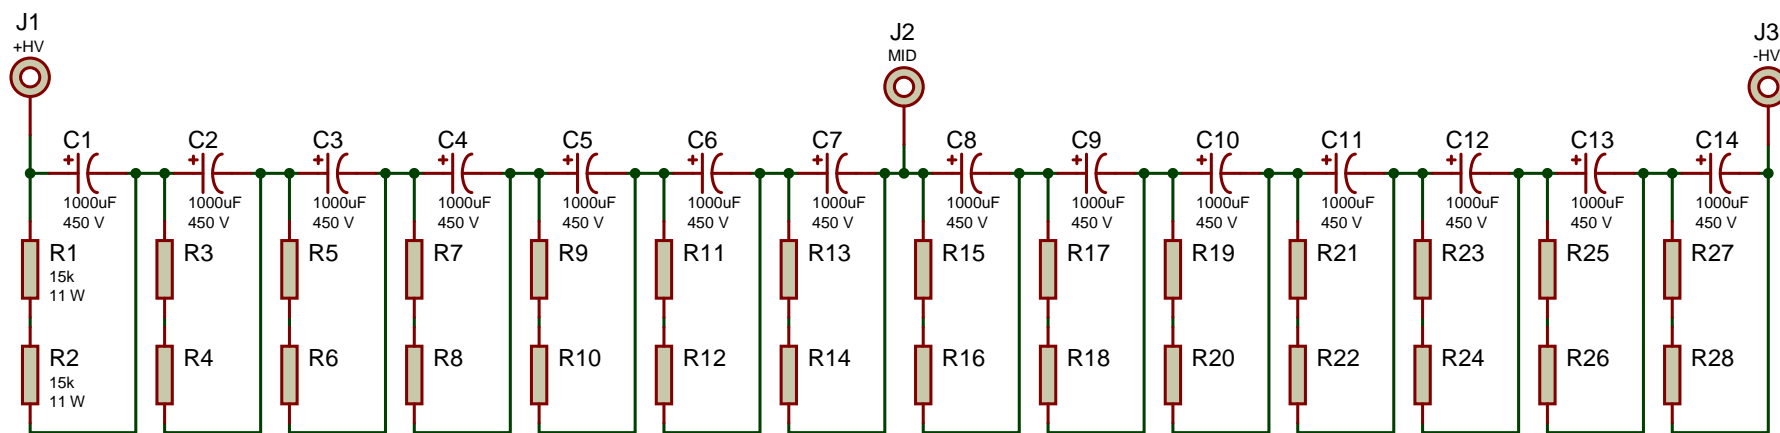 J1
+HV
J2
MID
J3
-HV
C1
C2
C3
C4
C5
C6
C7
C8
C9
C10
C11
C12
C13
C14
+
+
+
+
+
+
+
+
+
+
+
+
+
+
1000uF
1000uF
1000uF
1000uF
1000uF
1000uF
1000uF
1000uF
1000uF
1000uF
1000uF
1000uF
1000uF
1000uF
450 V
450 V
450 V
450 V
450 V
450 V
450 V
450 V
450 V
450 V
450 V
450 V
450 V
450 V
R1
15k
11 W
R3
R5
R7
R9
R11
R13
R15
R17
R19
R21
R23
R25
R27
R2
15k
11 W
R4
R6
R8
R10
R12
R14
R16
R18
R20
R22
R24
R26
R28